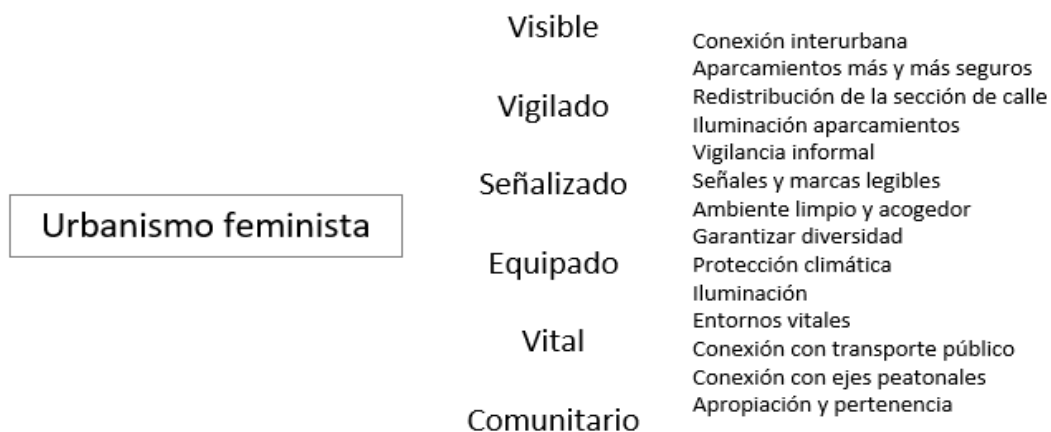 Urbanismo feminista
Visible
Vigilado
Señalizado
Equipado
Vital
Comunitario
Conexión interurbana
Aparcamientos más y más seguros
Redistribución de la sección de calle
Iluminación aparcamientos
Vigilancia informal
Señales y marcas legibles
Ambiente limpio y acogedor
Garantizar diversidad
Protección climática
Iluminación
Entornos vitales
Conexión con transporte público
Conexión con ejes peatonales
Apropiación y pertenencia